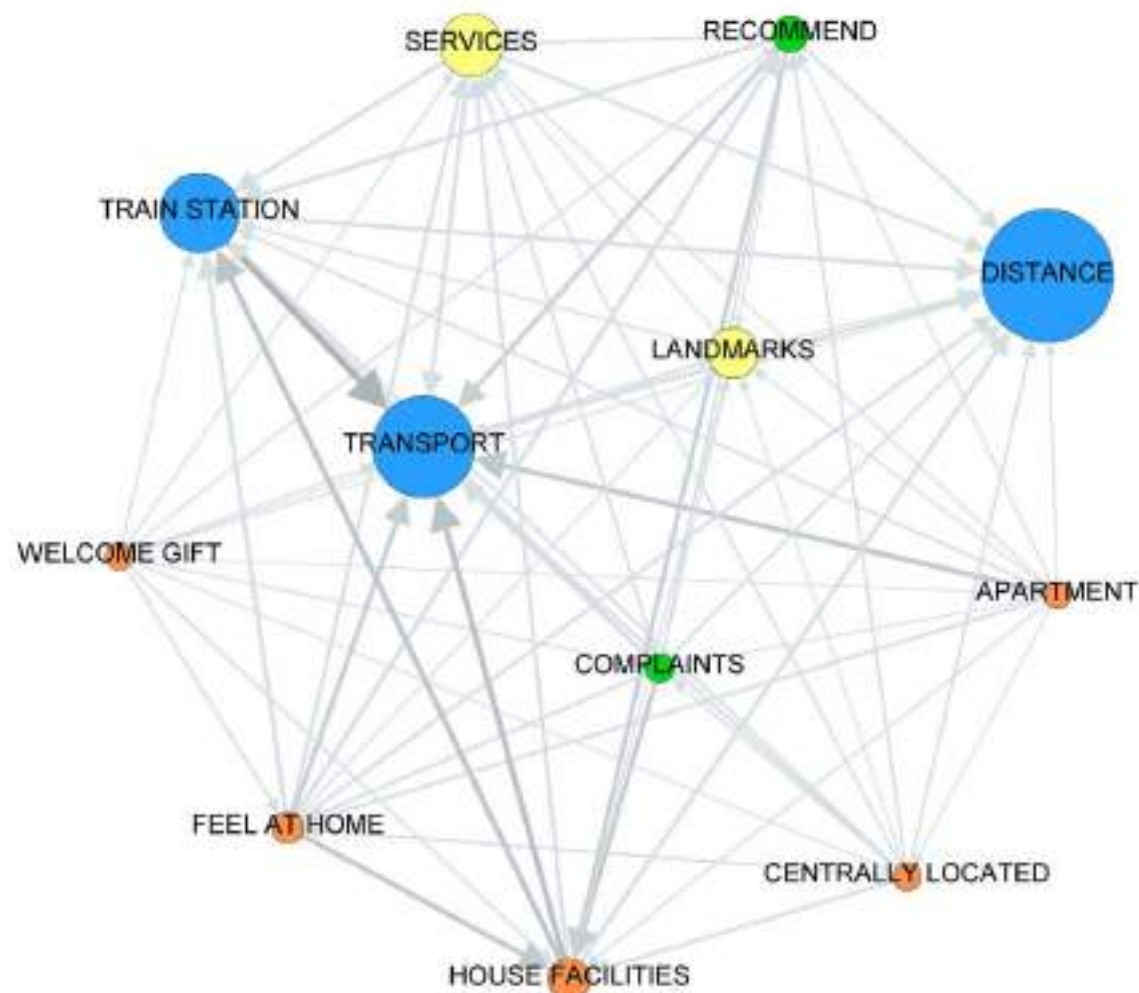 RECOMMEND
SERVICES
TRAIN STATION
DISTANCE
LANDMARKS
TRANSPORT
WELCOME GIFT
APARTMENT
COMPLAINTS
FEEL AT HOME
CENTRALLY LOCATED
HOUSE FACILITIES